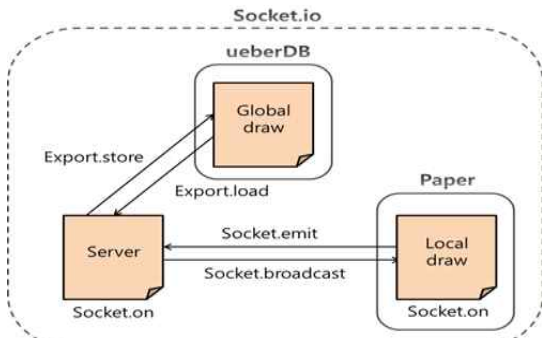 Socket.io
ueberDB
Global
draw
Export.store
Export.load
Paper
Server
Socket.emit
Socket.broadcast
Local
draw
Socket.on
Socket.on